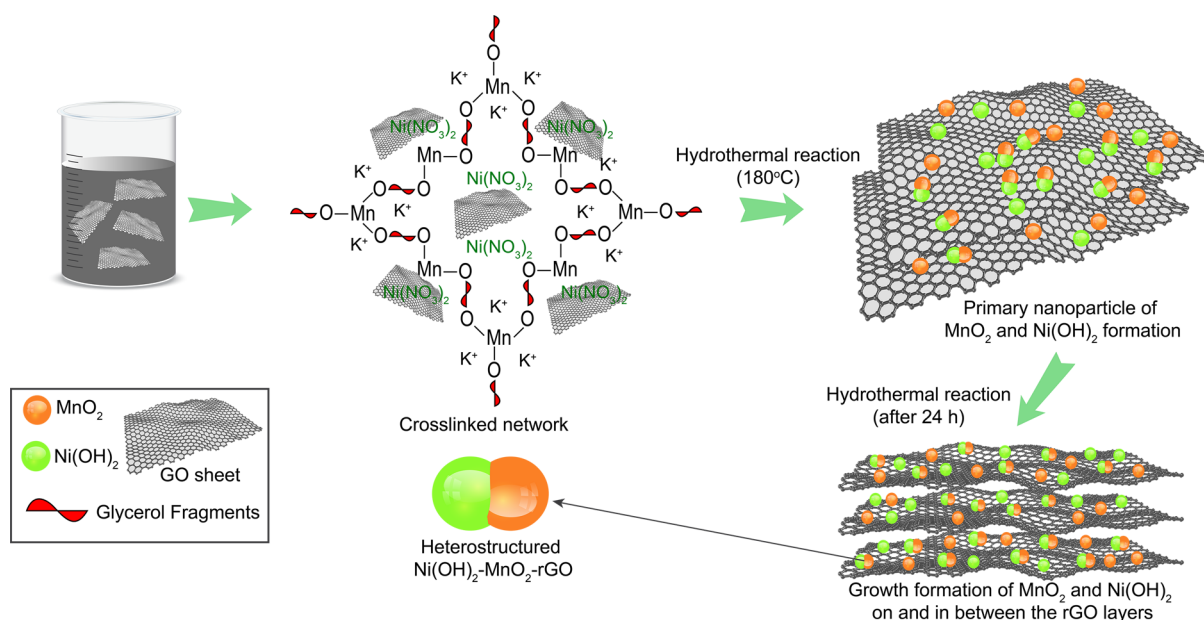 O
K⁺
K⁺
Mn
K⁺
O
O
Ni(NO₃)₂
Ni(NO₃)₂
O
O
Mn
O
O
Mn
Hydrothermal reaction
(180°C)
K⁺
K⁺
Ni(NO₃)₂
O
O
O
O
K⁺
K⁺
O
Mn
Mn
O
K⁺
K⁺
O
O
O
O
Ni(NO₃)₂
Mn
O
O
Mn
Ni(NO₃)₂
Ni(NO₃)₂
K⁺
O
O
Mn
K⁺
K⁺
O
Crosslinked network
Primary nanoparticle of
MnO₂ and Ni(OH)₂ formation
Hydrothermal reaction
(after 24 h)
MnO₂
Ni(OH)₂
GO sheet
Glycerol Fragments
Heterostructured
Ni(OH)₂-MnO₂-rGO
Growth formation of MnO₂ and Ni(OH)₂
on and in between the rGO layers